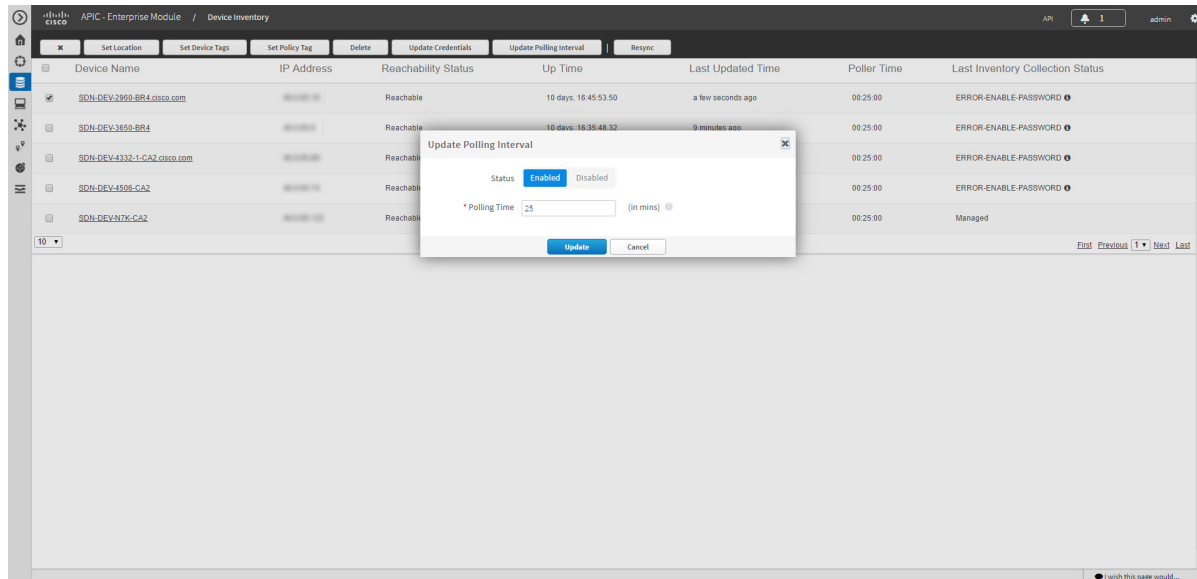 cisco APIC - Enterprise Module / Device Inventory API 1 admin
x Set Location Set Device Tags Set Policy Tag Delete Update Credentials Update Polling Interval | Resync
Device Name IP Address Reachability Status Up Time Last Updated Time Poller Time Last Inventory Collection Status
SDN-DEV-2960-BR4.cisco.com Reachable 10 days, 16:45:53.50 a few seconds ago 00:25:00 ERROR-ENABLE-PASSWORD
SDN-DEV-3650-BR4 Reachable 10 days, 16:35:48.32 9 minutes ago 00:25:00 ERROR-ENABLE-PASSWORD
SDN-DEV-4332-1-CA2.cisco.com Reachabl 00:25:00 ERROR-ENABLE-PASSWORD
SDN-DEV-4506-CA2 Reachabl 00:25:00 ERROR-ENABLE-PASSWORD
SDN-DEV-N7K-CA2 Reachabl 00:25:00 Managed
10 First Previous 1 Next Last
Update Polling Interval x
Status Enabled Disabled
* Polling Time 25 (in mins)
Update Cancel
I wish this page would...